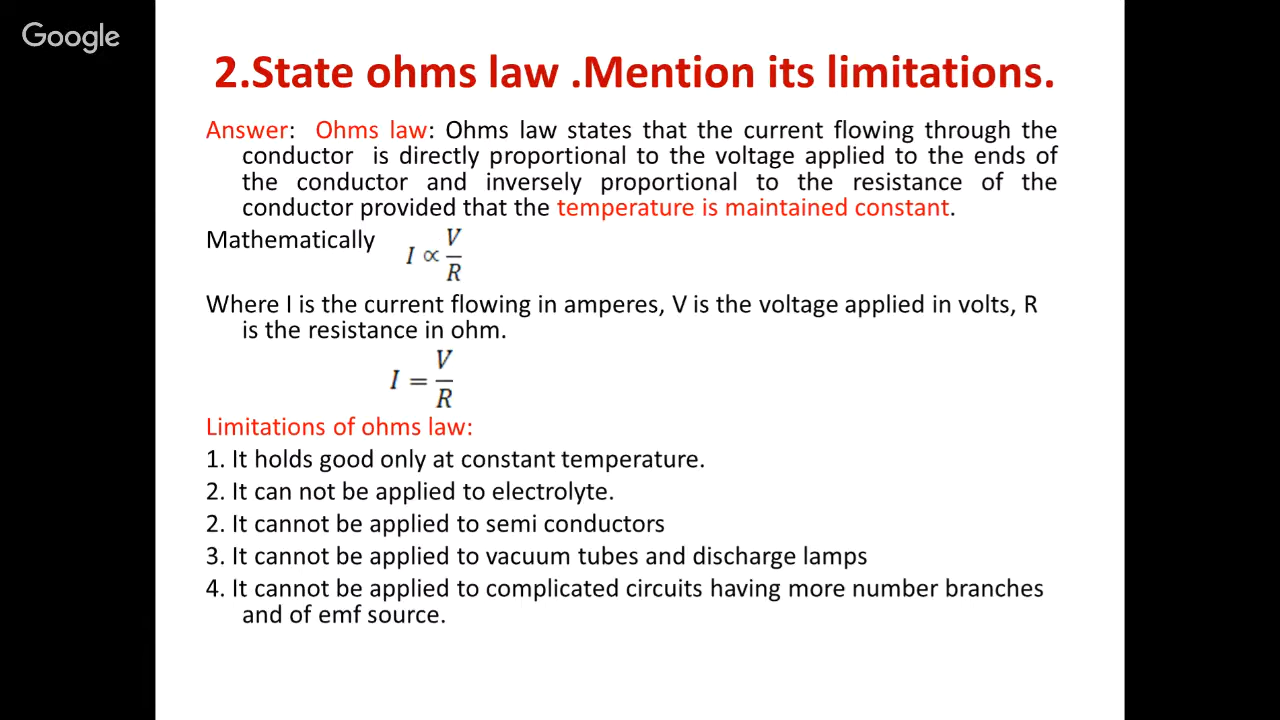 Google
2.State ohms law .Mention its limitations.
Answer: Ohms law: Ohms law states that the current flowing through the
conductor is directly proportional to the voltage applied to the ends of
the conductor and inversely proportional to the resistance of the
conductor provided that the temperature is maintained constant.
Mathematically I ∝ V/R
Where I is the current flowing in amperes, V is the voltage applied in volts, R
is the resistance in ohm.
I = V/R
Limitations of ohms law:
1. It holds good only at constant temperature.
2. It can not be applied to electrolyte.
2. It cannot be applied to semi conductors
3. It cannot be applied to vacuum tubes and discharge lamps
4. It cannot be applied to complicated circuits having more number branches
and of emf source.